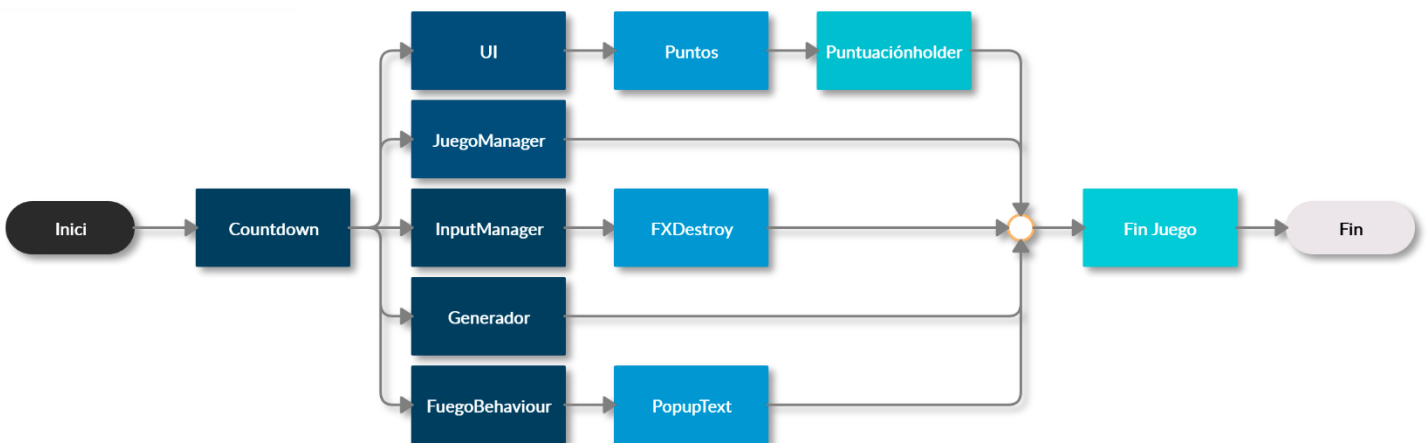 UI
Puntos
Puntuaciónholder
JuegoManager
Inici
Countdown
InputManager
FXDestroy
Fin Juego
Fin
Generador
FuegoBehaviour
PopupText